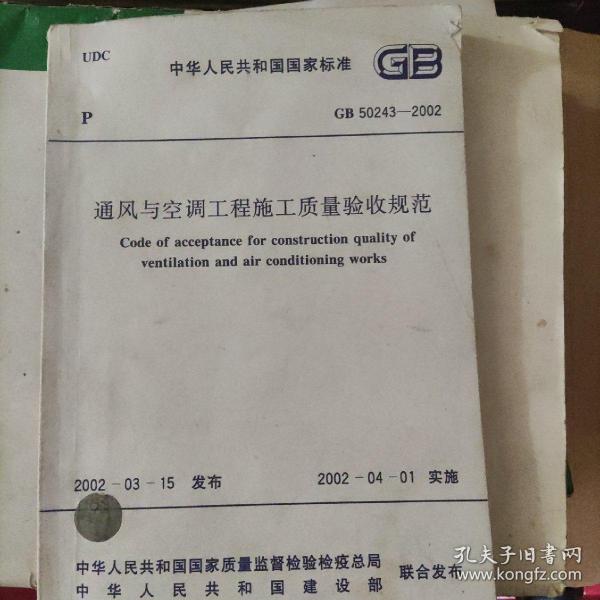 UDC
中华人民共和国国家标准
GB
P
GB 50243—2002
通风与空调工程施工质量验收规范
Code of acceptance for construction quality of
ventilation and air conditioning works
2002-03-15 发布
2002-04-01 实施
中华人民共和国国家质量监督检验检疫总局
中华人民共和国建设部
联合发布
孔夫子旧书网
www.kongfz.com